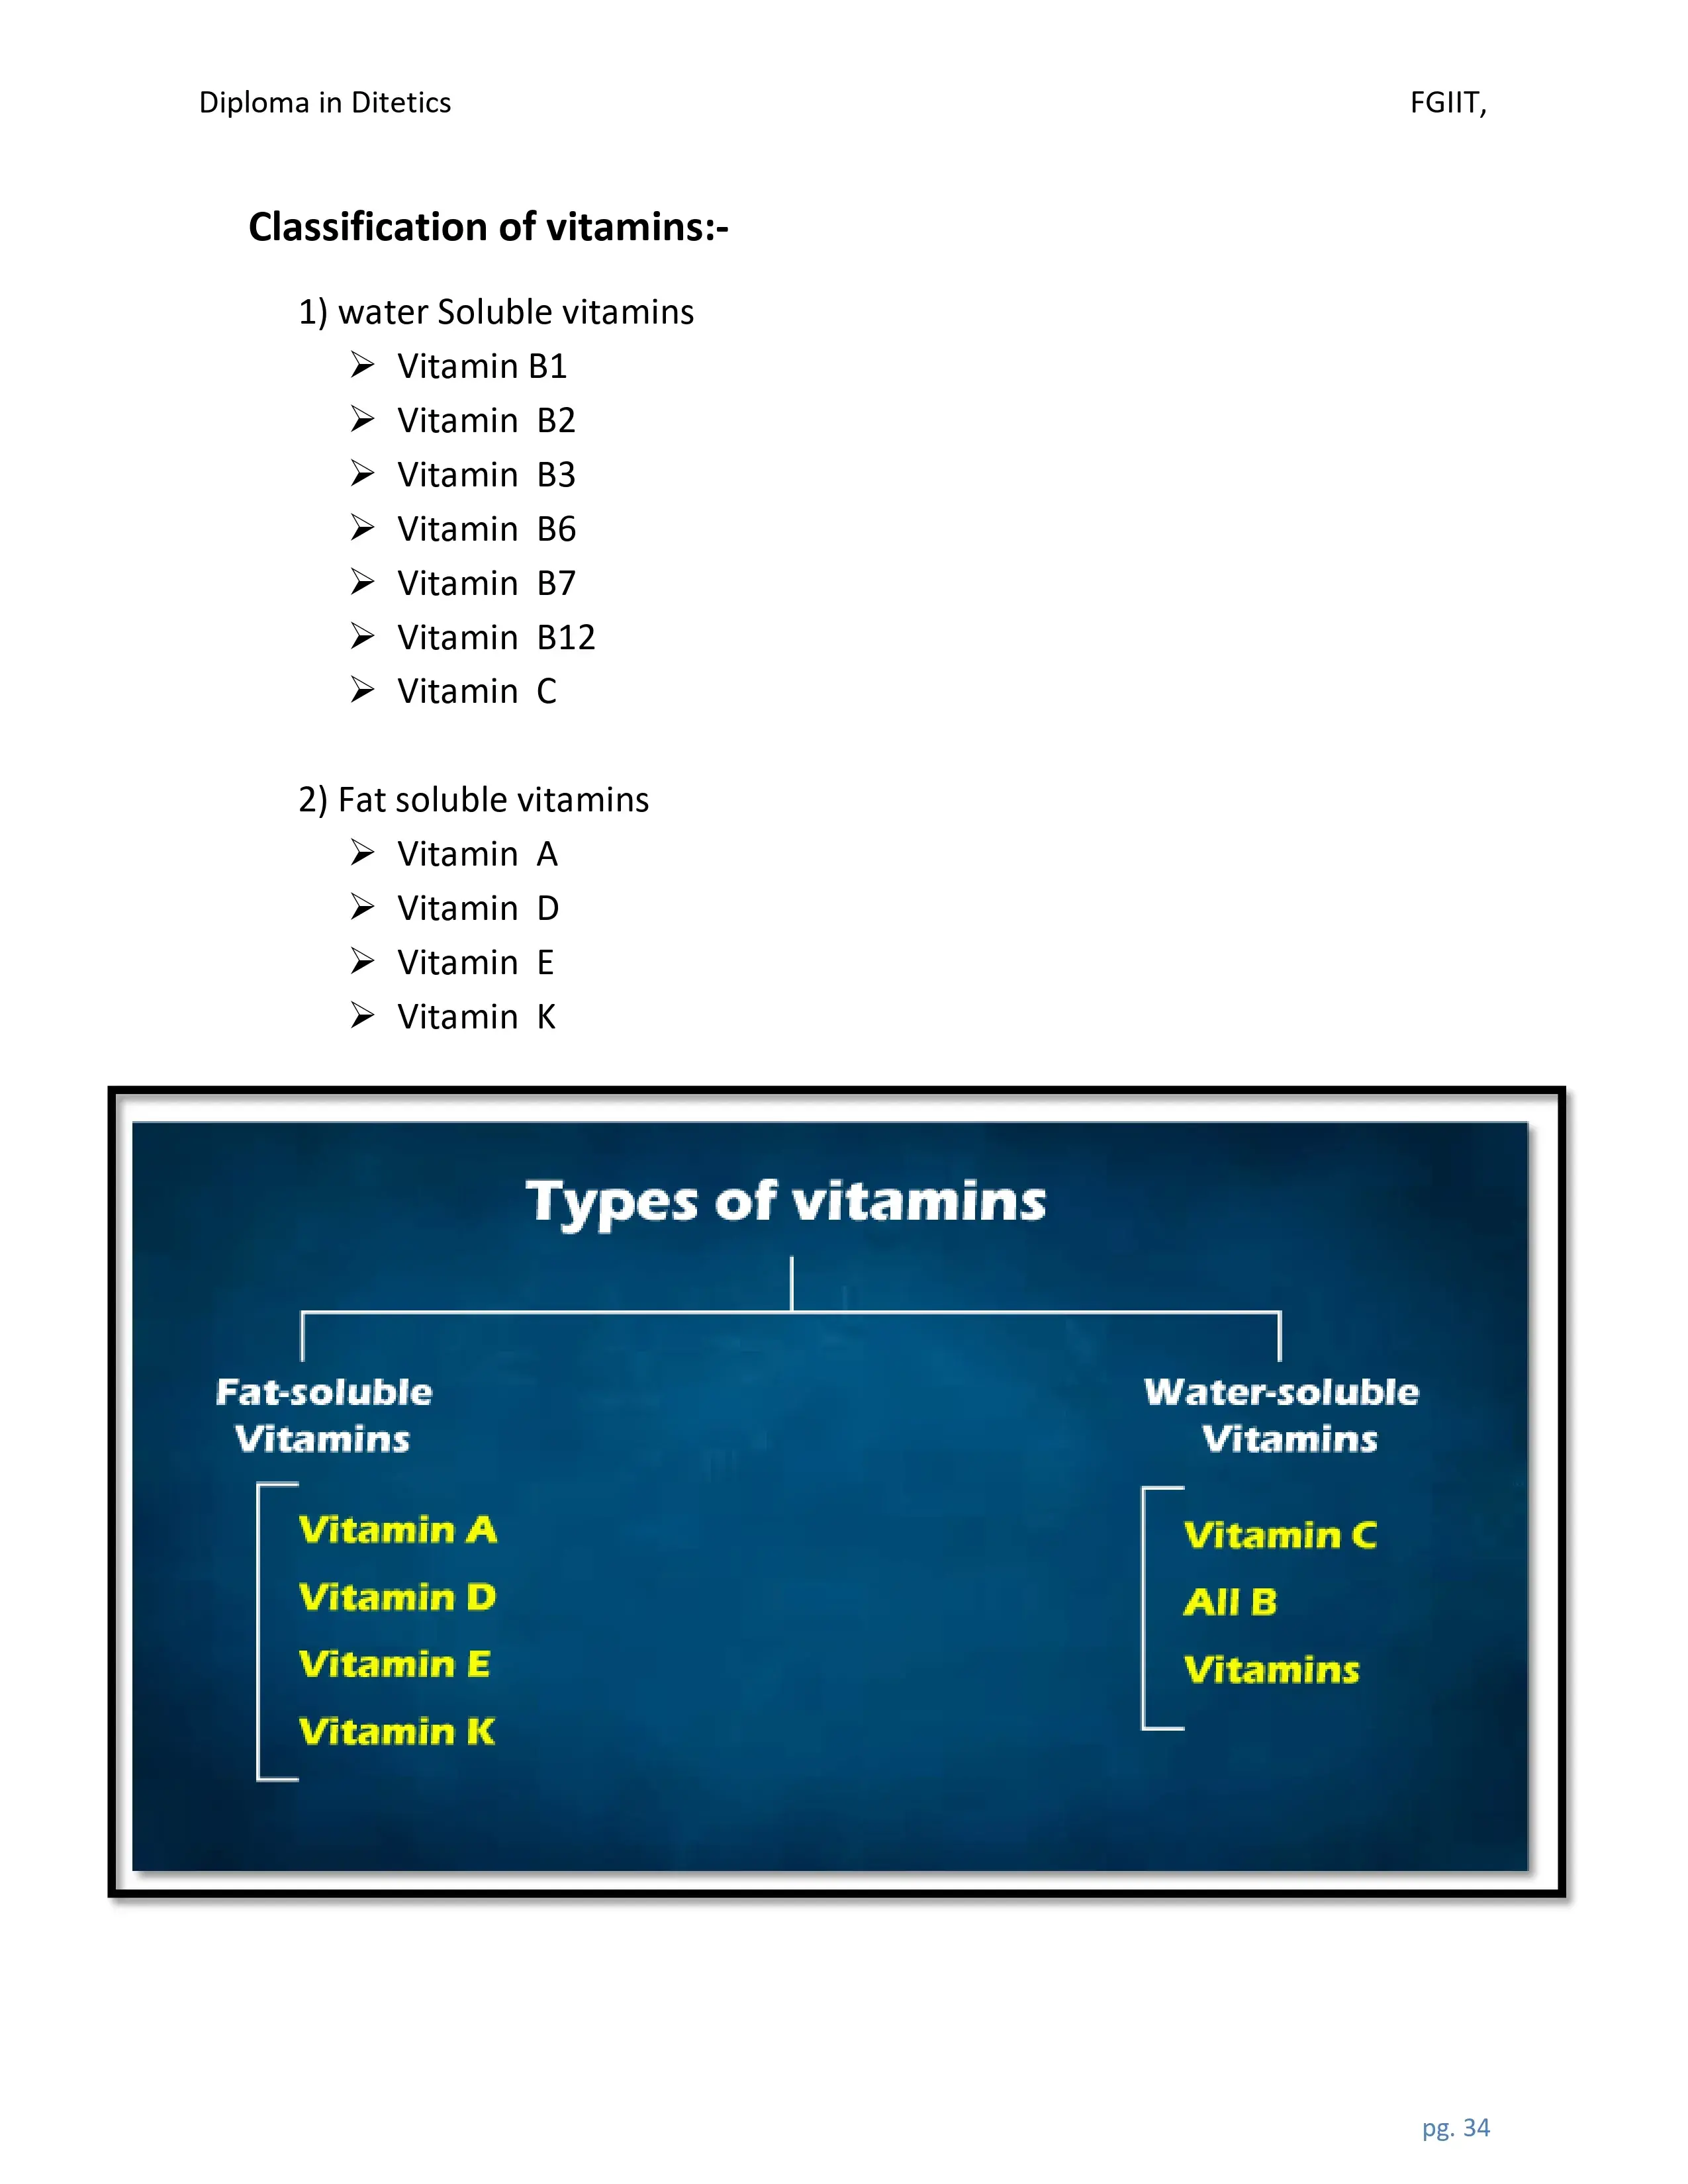 Diploma in Ditetics FGIIT,
Classification of vitamins:-
1) water Soluble vitamins
➢ Vitamin B1
➢ Vitamin B2
➢ Vitamin B3
➢ Vitamin B6
➢ Vitamin B7
➢ Vitamin B12
➢ Vitamin C
2) Fat soluble vitamins
➢ Vitamin A
➢ Vitamin D
➢ Vitamin E
➢ Vitamin K
Types of vitamins
Fat-soluble
Vitamins
Vitamin A
Vitamin D
Vitamin E
Vitamin K
Water-soluble
Vitamins
Vitamin C
All B
Vitamins
pg. 34